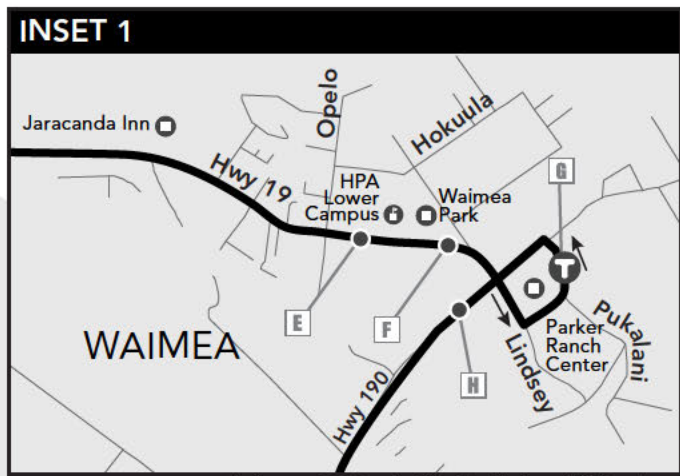 INSET 1
Jaracanda Inn
Opelo
Hokuula
Hwy 19
HPA
Lower
Campus
Waimea
Park
G
T
E
F
WAIMEA
H
Hwy 190
Lindsey
Parker
Ranch
Center
Pukalani